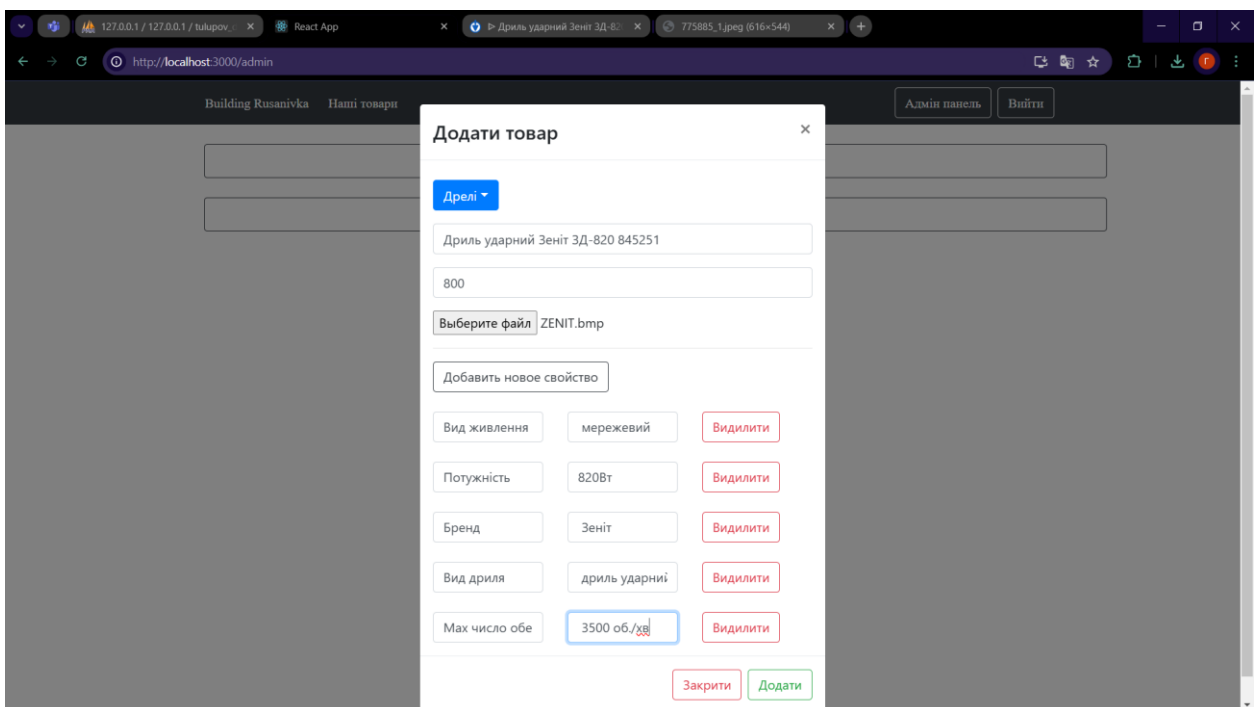 127.0.0.1 / 127.0.0.1 / tulupov_
React App
ᐅ Дриль ударний Зеніт ЗД-82
775885_1.jpeg (616×544)
http://localhost:3000/admin
Г
Building Rusanivka Наші товари Адмін панель Вийти
Додати товар
Дрелі
Дриль ударний Зеніт ЗД-820 845251
800
Выберите файл ZENIT.bmp
Добавить новое свойство
Вид живлення мережевий Видилити
Потужність 820Вт Видилити
Бренд Зеніт Видилити
Вид дриля дриль ударний Видилити
Мах число обе 3500 об./хв Видилити
Закрити Додати